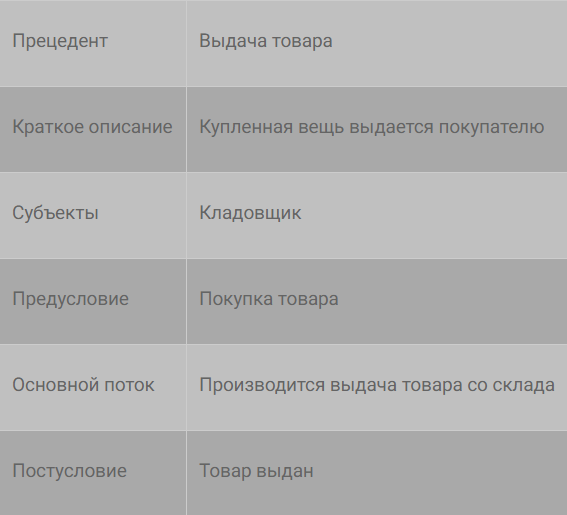 Прецедент Выдача товара
Краткое описание Купленная вещь выдается покупателю
Субъекты Кладовщик
Предусловие Покупка товара
Основной поток Производится выдача товара со склада
Постусловие Товар выдан